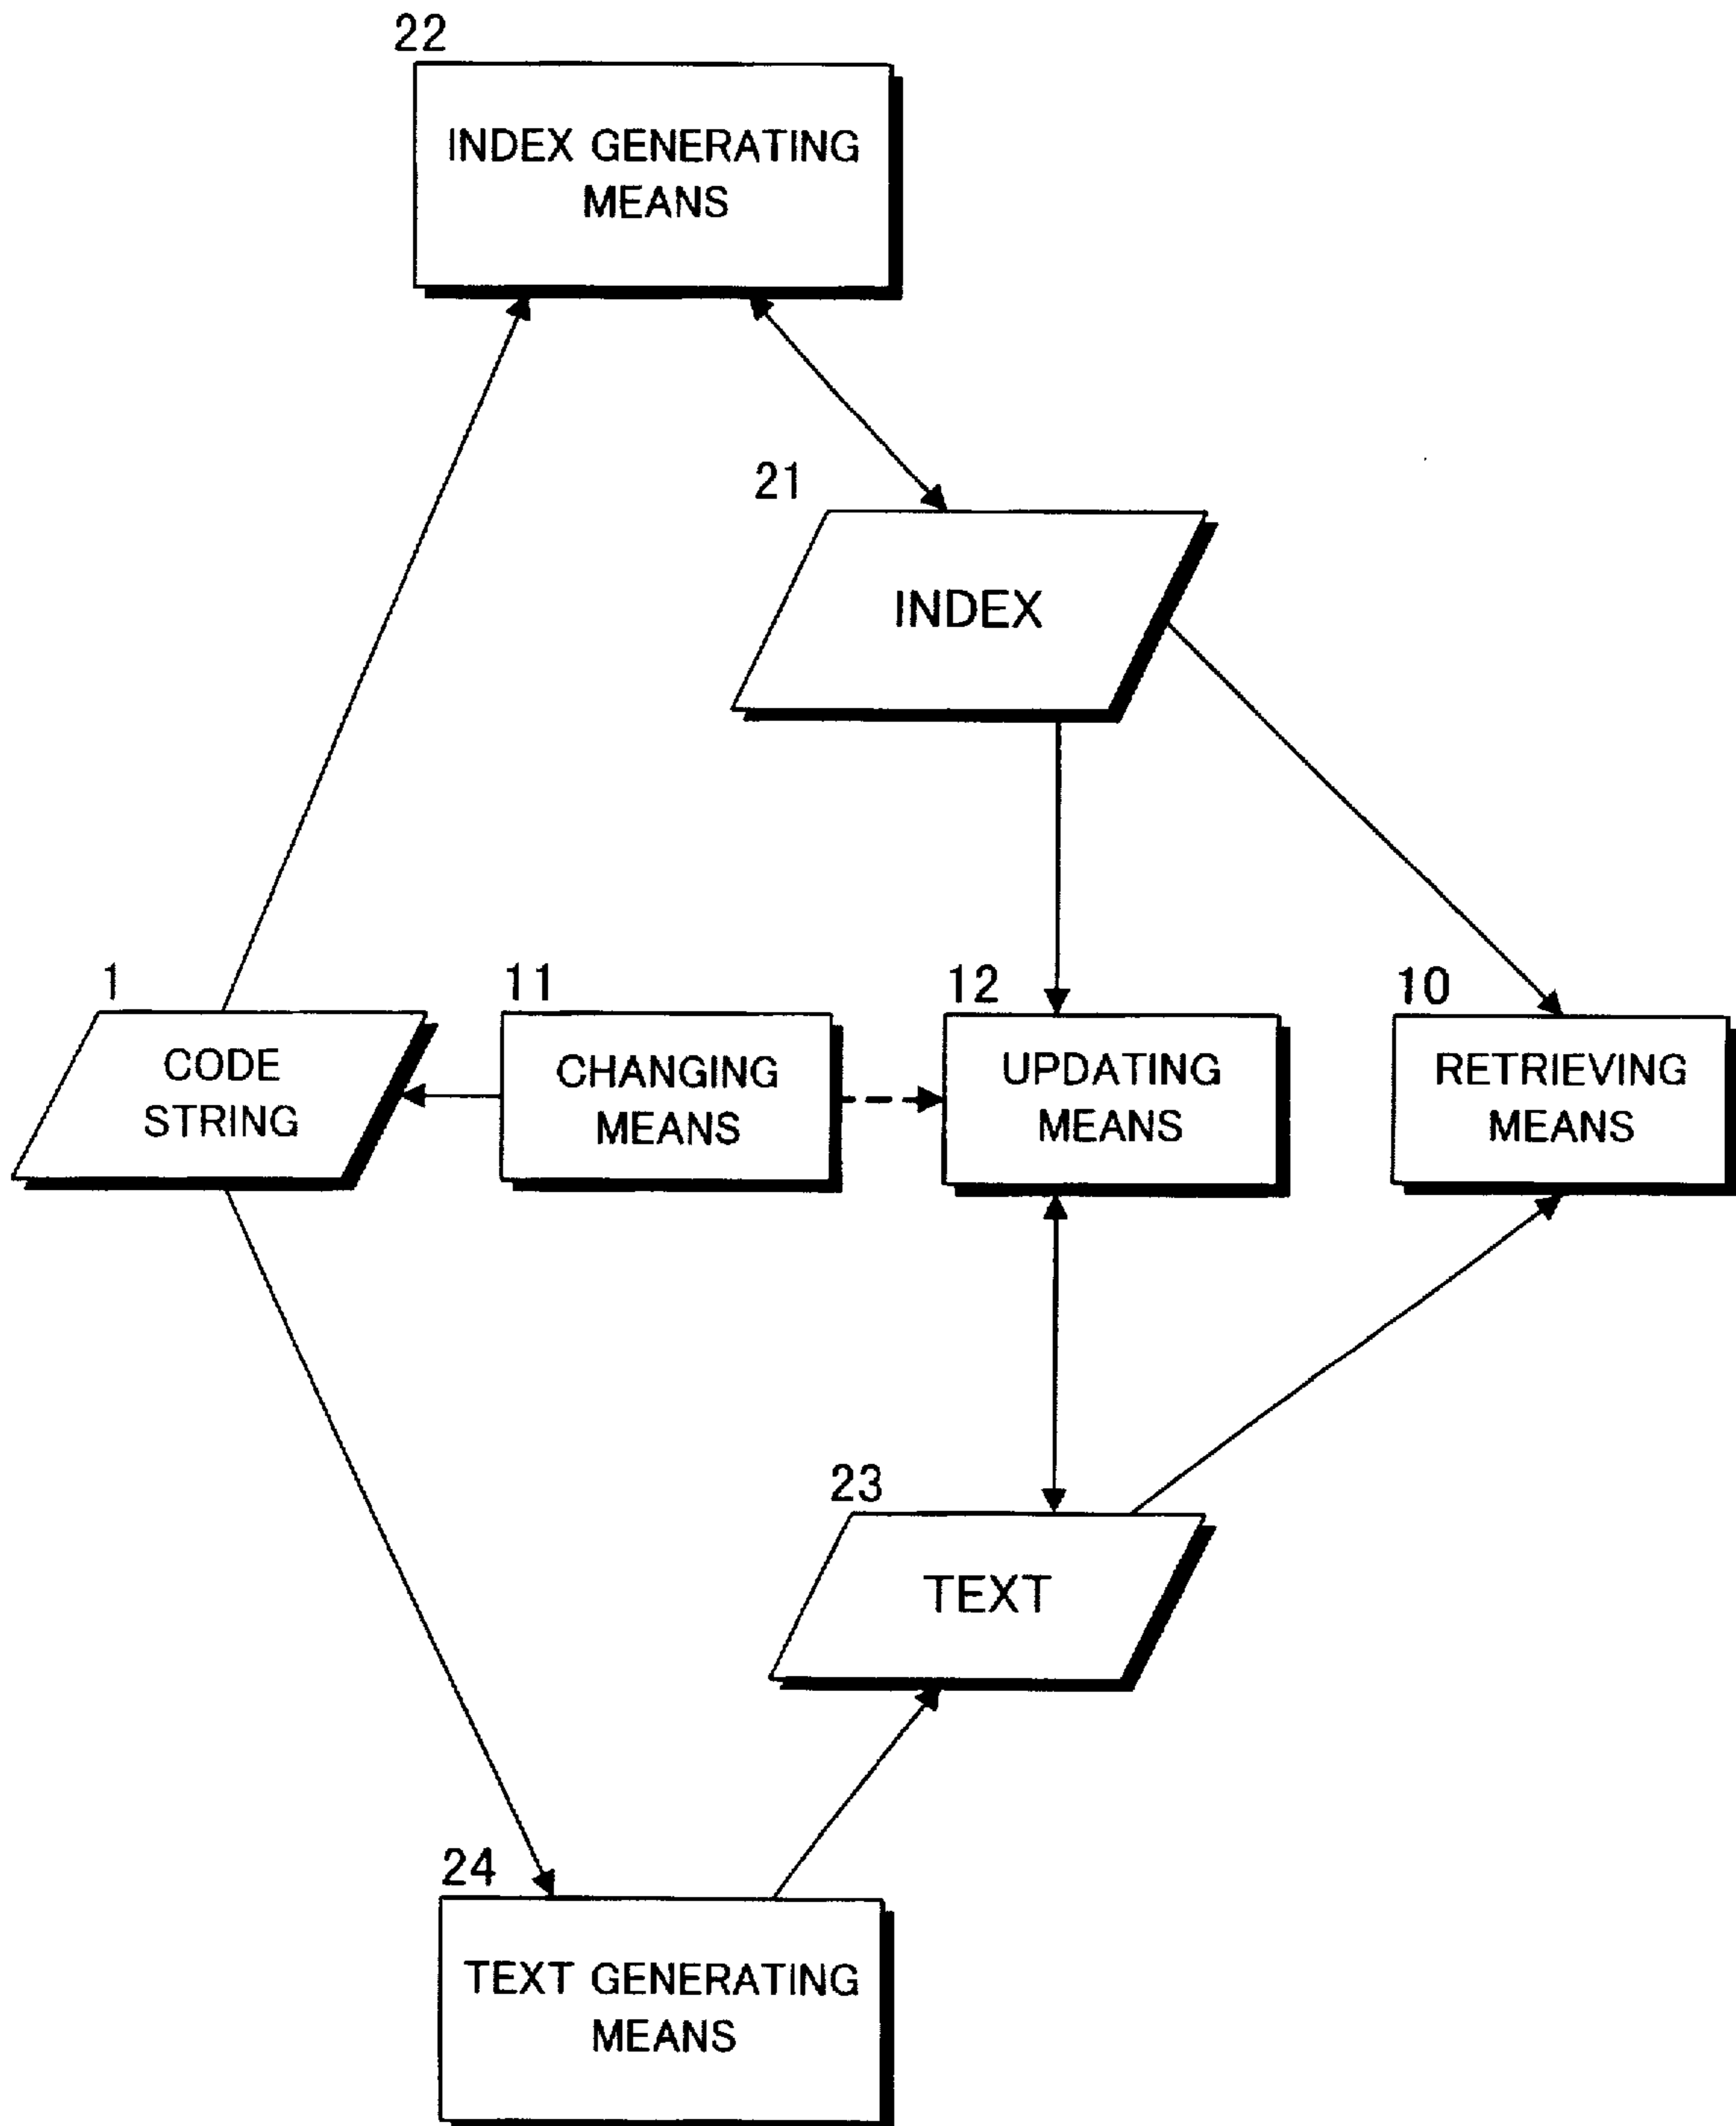 22
INDEX GENERATING
MEANS
21
INDEX
1
CODE
STRING
11
CHANGING
MEANS
12
UPDATING
MEANS
10
RETRIEVING
MEANS
23
TEXT
24
TEXT GENERATING
MEANS